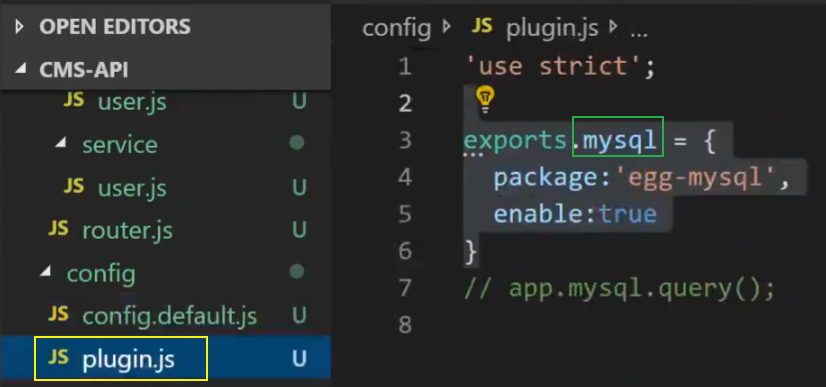 OPEN EDITORS
CMS-API
JS user.js U
service
JS user.js U
JS router.js U
config
JS config.default.js U
JS plugin.js U
config JS plugin.js ...
1 'use strict';
2
3 exports.mysql = {
4 package:'egg-mysql',
5 enable:true
6 }
7 // app.mysql.query();
8